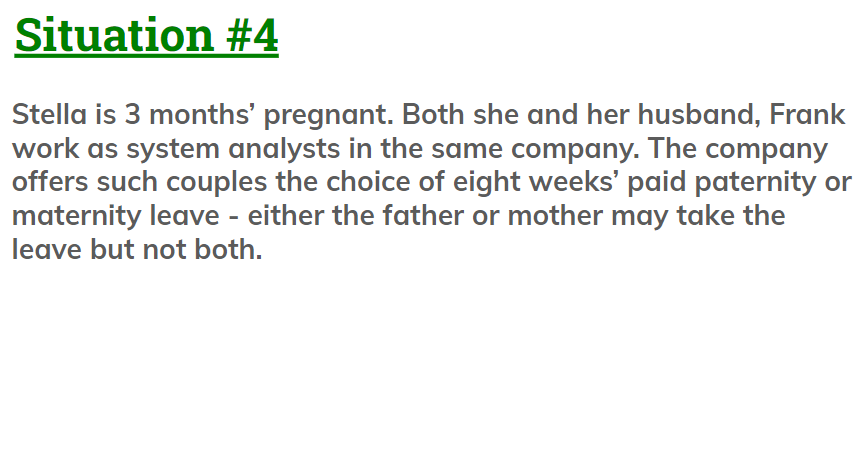 Situation #4
Stella is 3 months’ pregnant. Both she and her husband, Frank
work as system analysts in the same company. The company
offers such couples the choice of eight weeks’ paid paternity or
maternity leave - either the father or mother may take the
leave but not both.